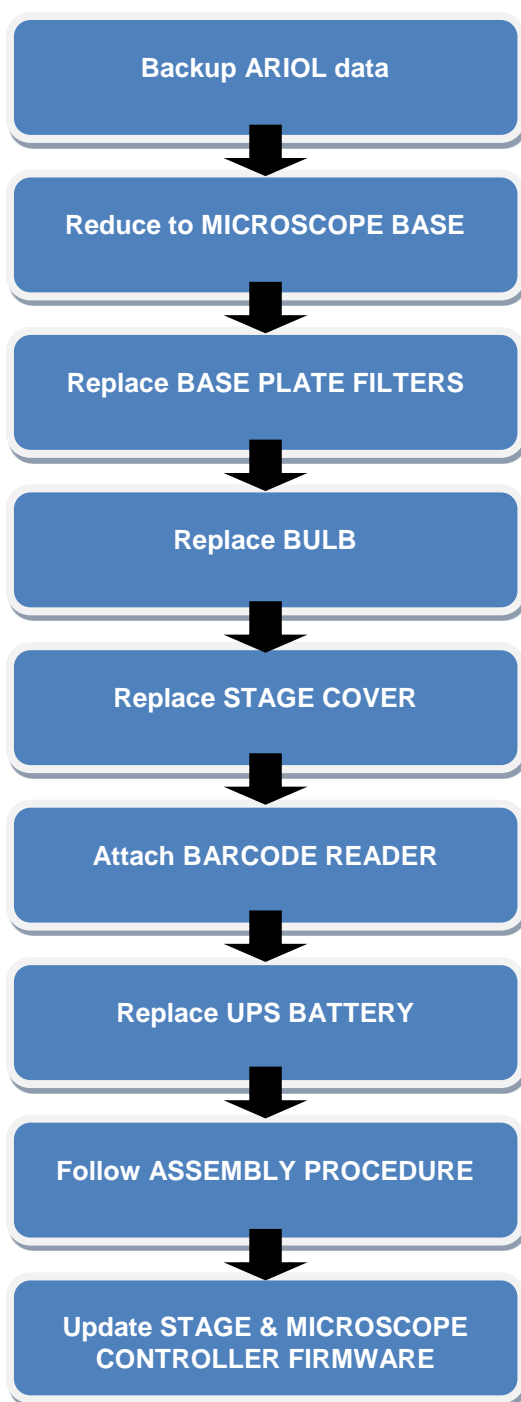 Backup ARIOL data
Reduce to MICROSCOPE BASE
Replace BASE PLATE FILTERS
Replace BULB
Replace STAGE COVER
Attach BARCODE READER
Replace UPS BATTERY
Follow ASSEMBLY PROCEDURE
Update STAGE & MICROSCOPE
CONTROLLER FIRMWARE